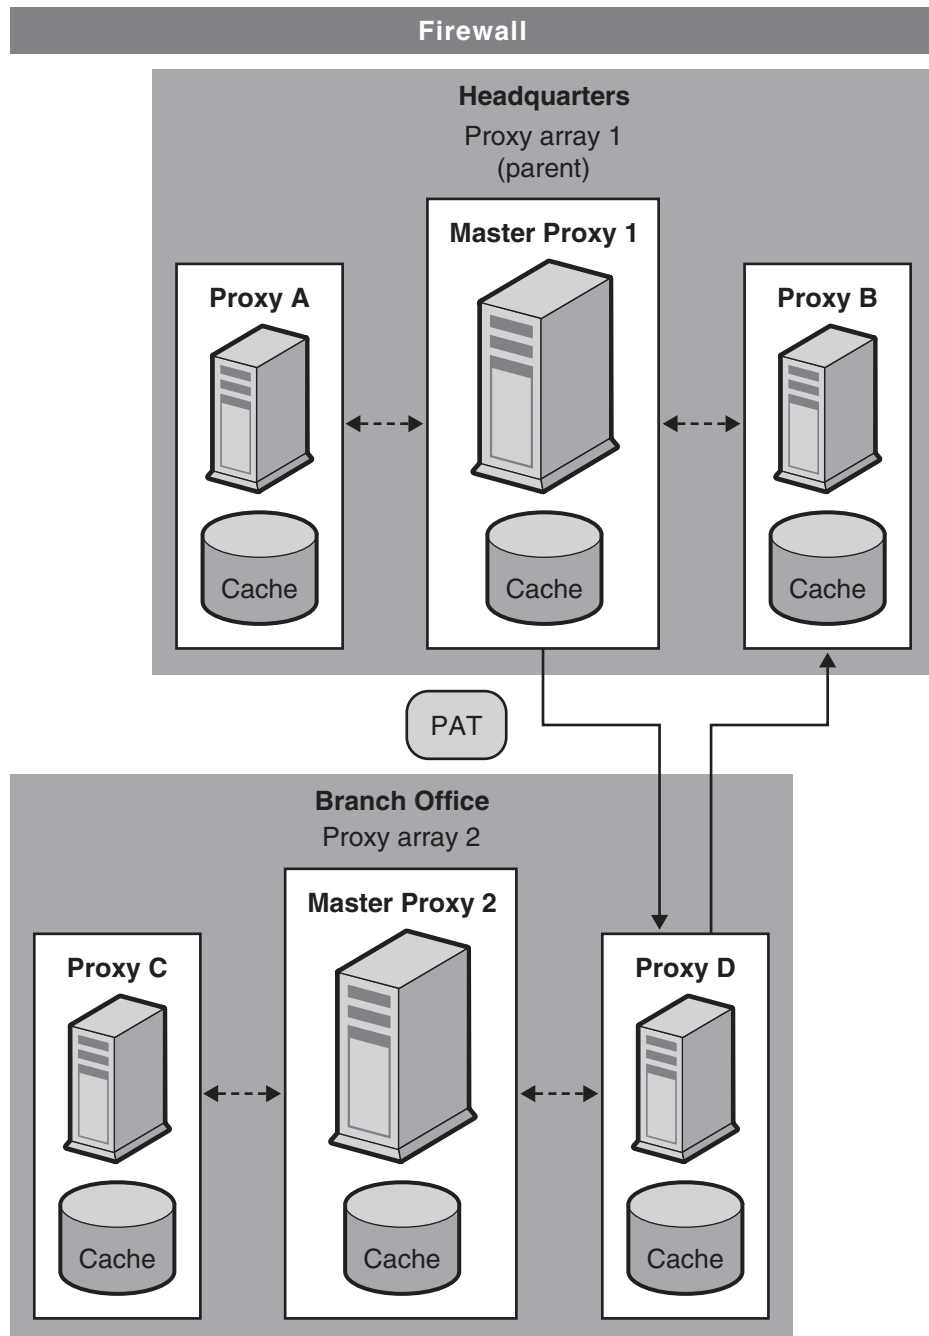 Firewall
Headquarters
Proxy array 1
(parent)
Master Proxy 1
Proxy A
Proxy B
Cache
Cache
Cache
PAT
Branch Office
Proxy array 2
Master Proxy 2
Proxy C
Proxy D
Cache
Cache
Cache